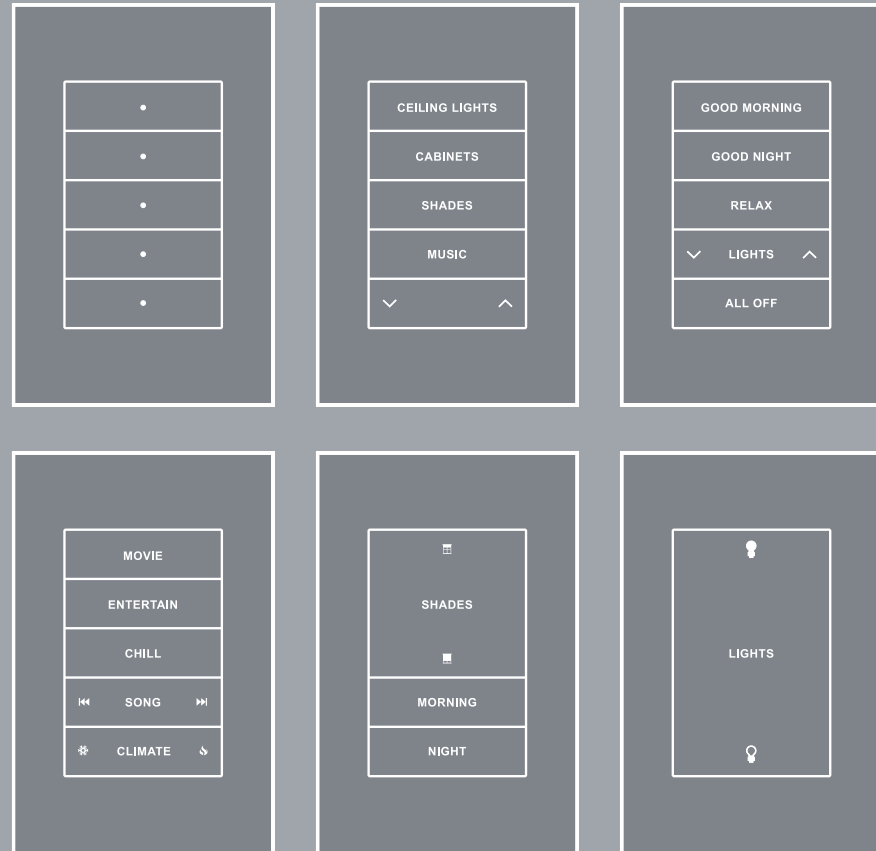 CEILING LIGHTS
CABINETS
SHADES
MUSIC
GOOD MORNING
GOOD NIGHT
RELAX
LIGHTS
ALL OFF
MOVIE
ENTERTAIN
CHILL
SONG
CLIMATE
SHADES
MORNING
NIGHT
LIGHTS